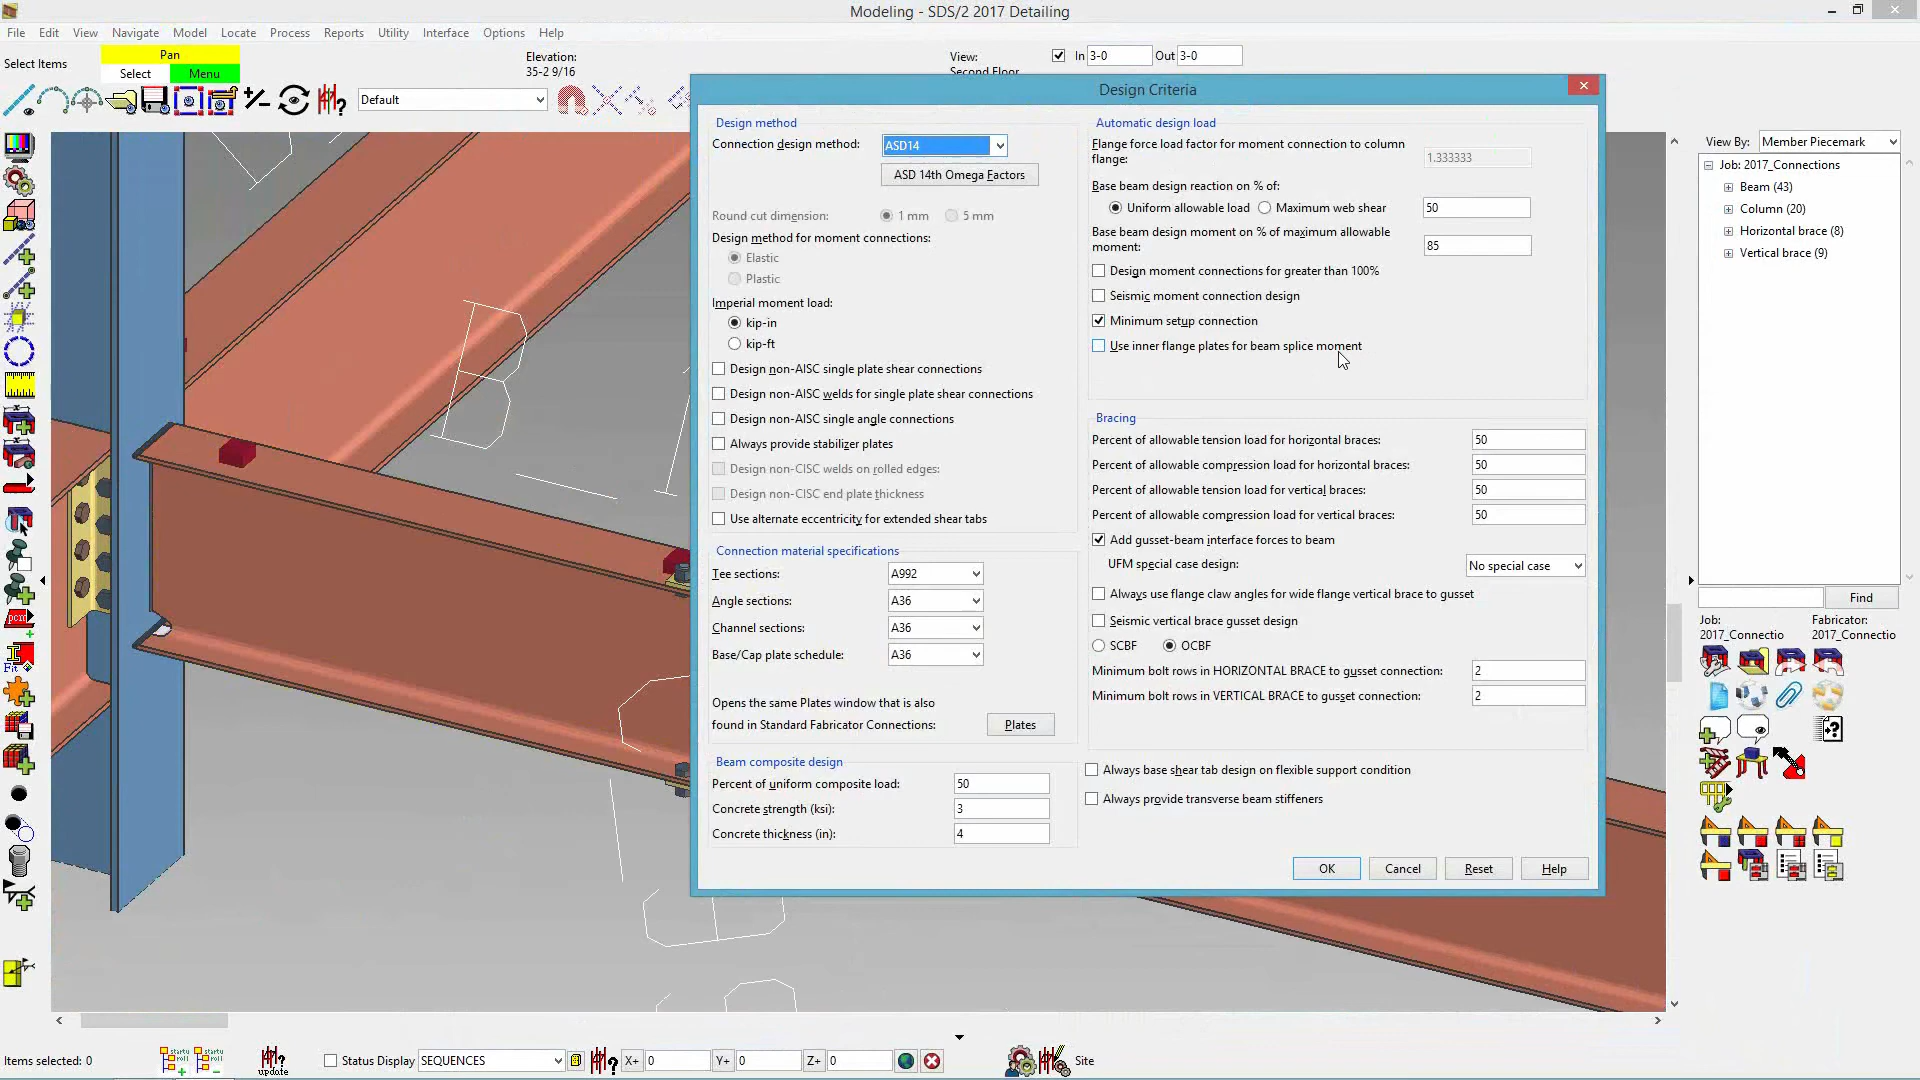 Modeling - SDS/2 2017 Detailing
File Edit View Navigate Model Locate Process Reports Utility Interface Options Help
Select Items
Pan
Select Menu
Elevation:
35-2 9/16
View:
Second Floor
In 3-0 Out 3-0
Default
Design Criteria
Design method
Connection design method: ASD14
ASD 14th Omega Factors
Round cut dimension: 1 mm 5 mm
Design method for moment connections:
Elastic
Plastic
Imperial moment load:
kip-in
kip-ft
Design non-AISC single plate shear connections
Design non-AISC welds for single plate shear connections
Design non-AISC single angle connections
Always provide stabilizer plates
Design non-CISC welds on rolled edges:
Design non-CISC end plate thickness
Use alternate eccentricity for extended shear tabs
Connection material specifications
Tee sections: A992
Angle sections: A36
Channel sections: A36
Base/Cap plate schedule: A36
Opens the same Plates window that is also
found in Standard Fabricator Connections: Plates
Beam composite design
Percent of uniform composite load: 50
Concrete strength (ksi): 3
Concrete thickness (in): 4
Automatic design load
Flange force load factor for moment connection to column
flange: 1.333333
Base beam design reaction on % of:
Uniform allowable load Maximum web shear 50
Base beam design moment on % of maximum allowable
moment: 85
Design moment connections for greater than 100%
Seismic moment connection design
Minimum setup connection
Use inner flange plates for beam splice moment
Bracing
Percent of allowable tension load for horizontal braces: 50
Percent of allowable compression load for horizontal braces: 50
Percent of allowable tension load for vertical braces: 50
Percent of allowable compression load for vertical braces: 50
Add gusset-beam interface forces to beam
UFM special case design: No special case
Always use flange claw angles for wide flange vertical brace to gusset
Seismic vertical brace gusset design
SCBF OCBF
Minimum bolt rows in HORIZONTAL BRACE to gusset connection: 2
Minimum bolt rows in VERTICAL BRACE to gusset connection: 2
Always base shear tab design on flexible support condition
Always provide transverse beam stiffeners
OK Cancel Reset Help
View By: Member Piecemark
Job: 2017_Connections
Beam (43)
Column (20)
Horizontal brace (8)
Vertical brace (9)
Find
Job: Fabricator:
2017_Connectio 2017_Connectio
pcm
Fit
B
Items selected: 0
startu
roll
startu
roll
update
Status Display SEQUENCES
X+ 0 Y+ 0 Z+ 0
Site